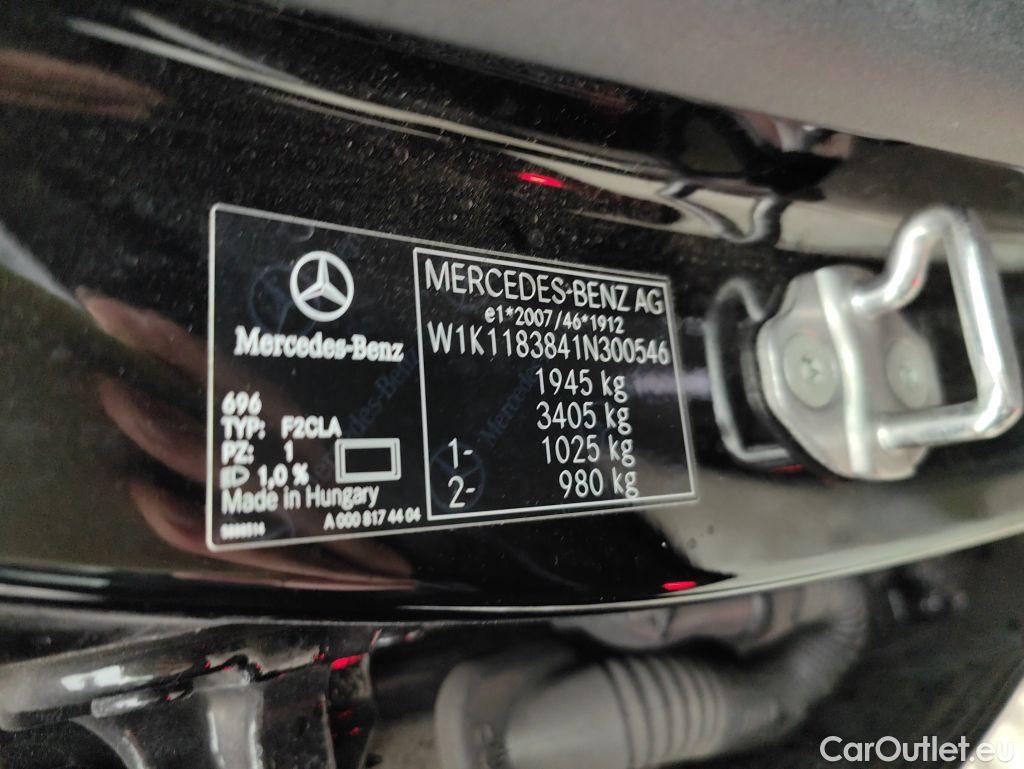 Mercedes-Benz
696
TYP: F2CLA
PZ: 1
1,0 %
Made in Hungary
A 000 817 44 04
MERCEDES-BENZ AG
e1*2007/46*1912
W1K1183841N300546
1945 kg
3405 kg
1- 1025 kg
2- 980 kg
CarOutlet.eu